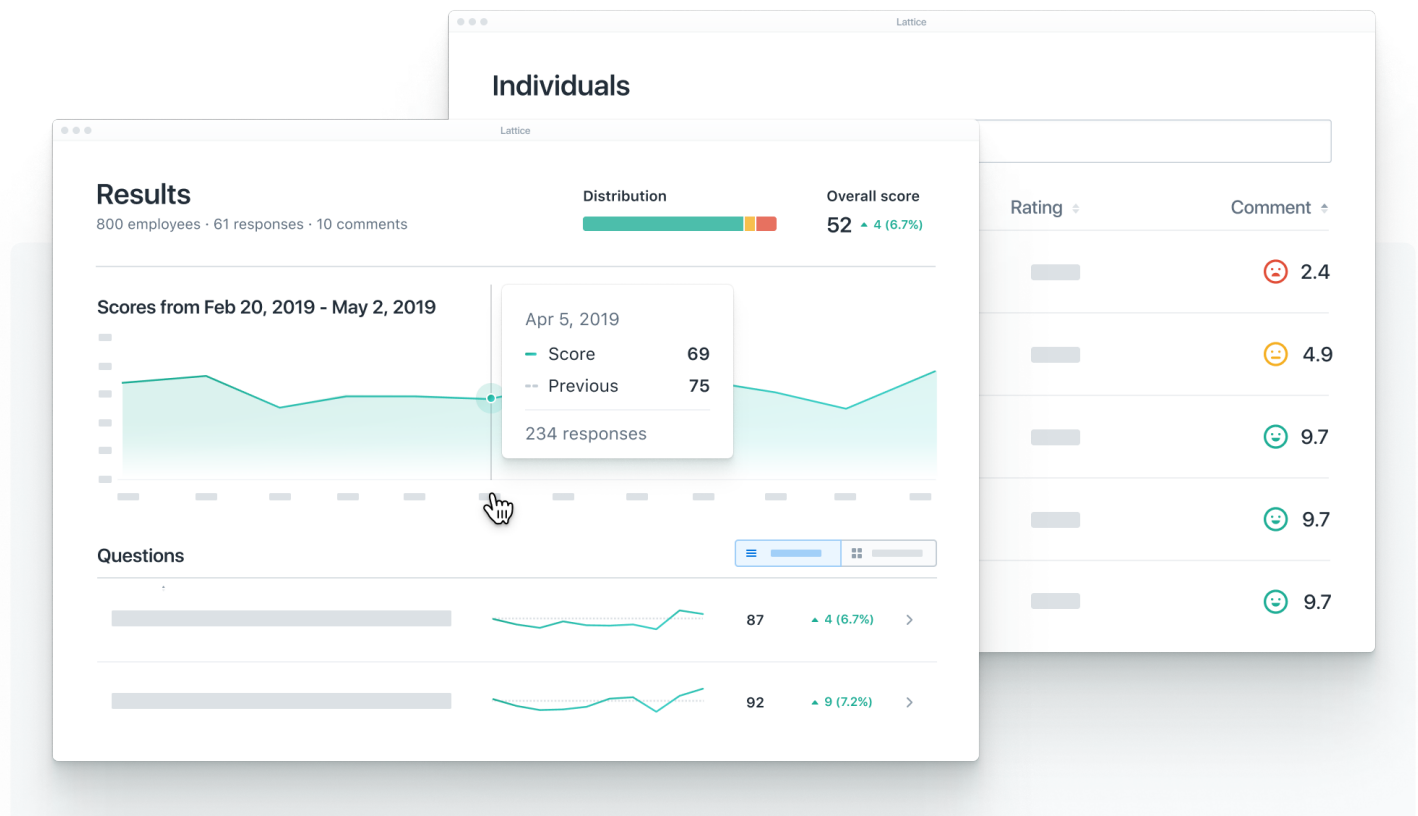 Lattice
Individuals
Rating
Comment
2.4
4.9
9.7
9.7
9.7
Lattice
Results
800 employees · 61 responses · 10 comments
Distribution
Overall score
52 4 (6.7%)
Scores from Feb 20, 2019 - May 2, 2019
Apr 5, 2019
Score 69
Previous 75
234 responses
Questions
87 4 (6.7%)
92 9 (7.2%)